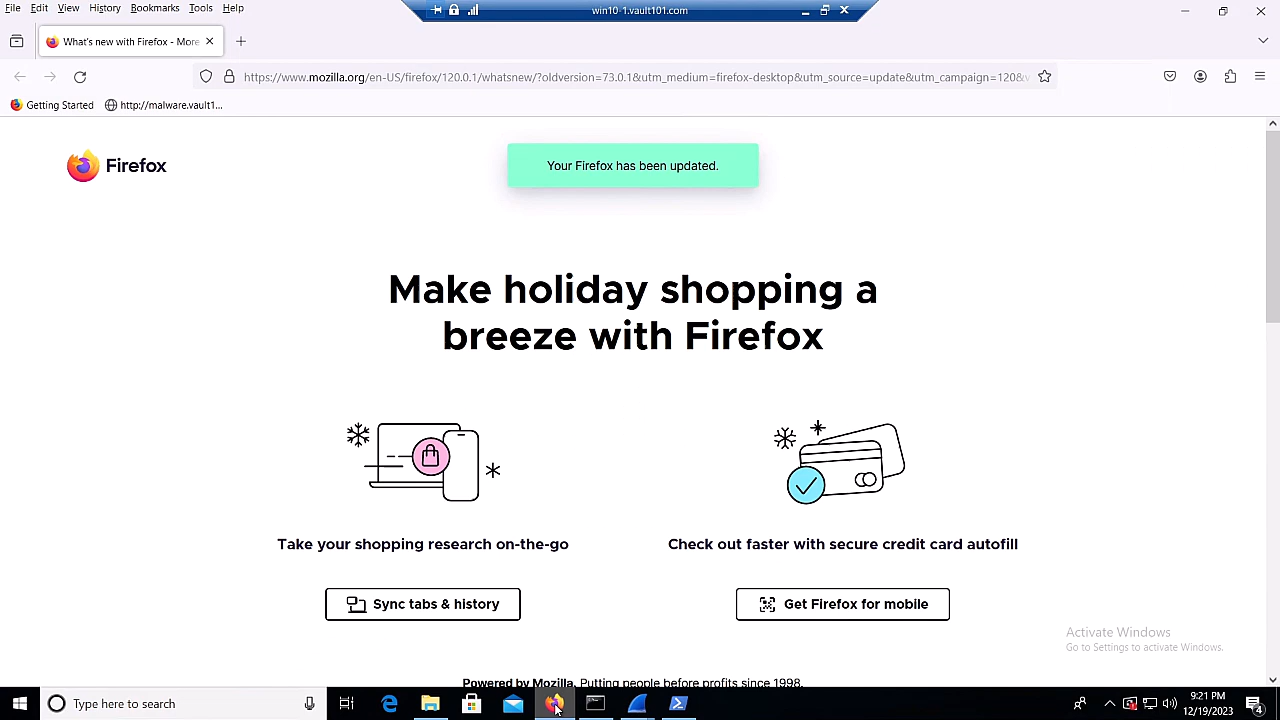 File Edit View History Bookmarks Tools Help
win10-1.vault101.com
What's new with Firefox - More
https://www.mozilla.org/en-US/firefox/120.0.1/whatsnew/?oldversion=73.0.1&utm_medium=firefox-desktop&utm_source=update&utm_campaign=120&
Getting Started http://malware.vault1...
Firefox
Your Firefox has been updated.
Make holiday shopping a
breeze with Firefox
Take your shopping research on-the-go
Check out faster with secure credit card autofill
Sync tabs & history
Get Firefox for mobile
Activate Windows
Go to Settings to activate Windows.
Powered by Mozilla. Putting people before profits since 1998.
Type here to search
9:21 PM
12/19/2023
4